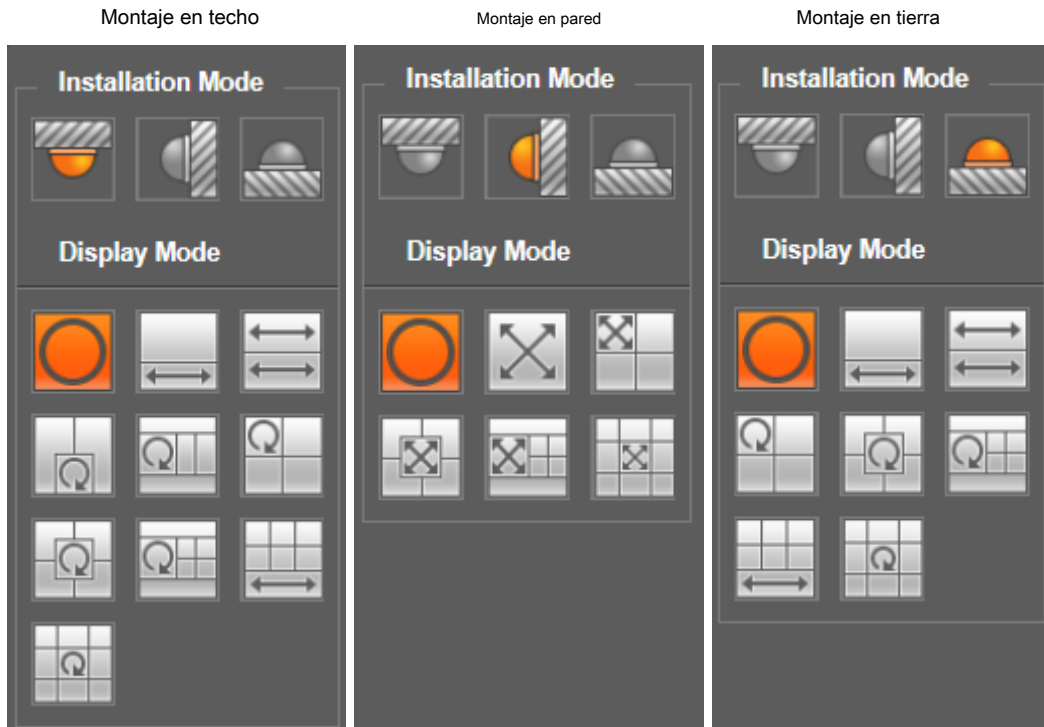 Montaje en techo
Montaje en pared
Montaje en tierra
Installation Mode
Installation Mode
Installation Mode
Display Mode
Display Mode
Display Mode